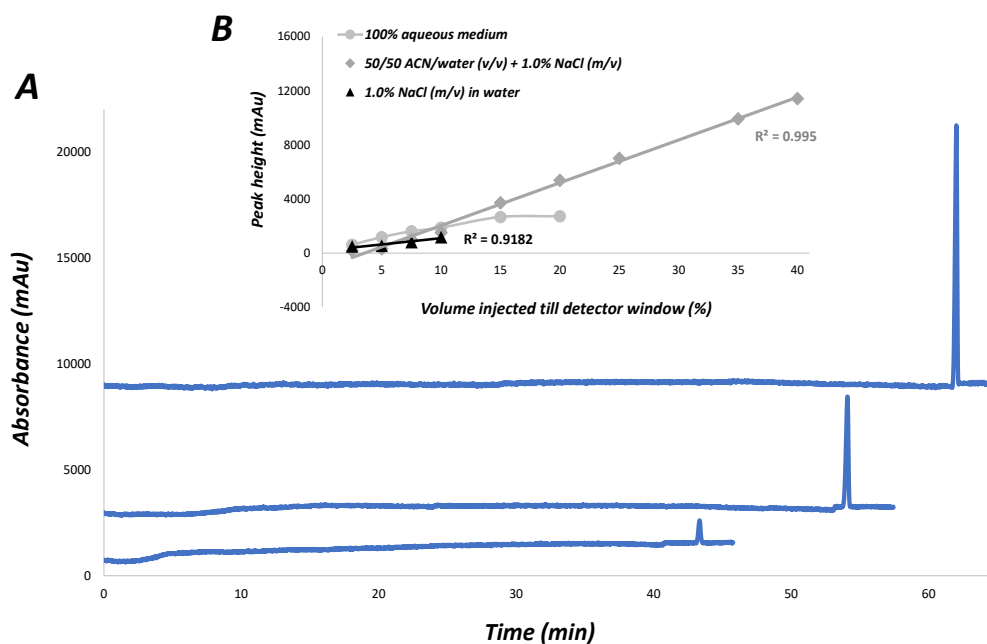 A
B
100% aqueous medium
50/50 ACN/water (v/v) + 1.0% NaCl (m/v)
1.0% NaCl (m/v) in water
Peak height (mAu)
16000
12000
8000
4000
0
-4000
R² = 0.995
R² = 0.9182
0
5
10
15
20
25
30
35
40
Volume injected till detector window (%)
Absorbance (mAu)
20000
15000
10000
5000
0
0
10
20
30
40
50
60
Time (min)